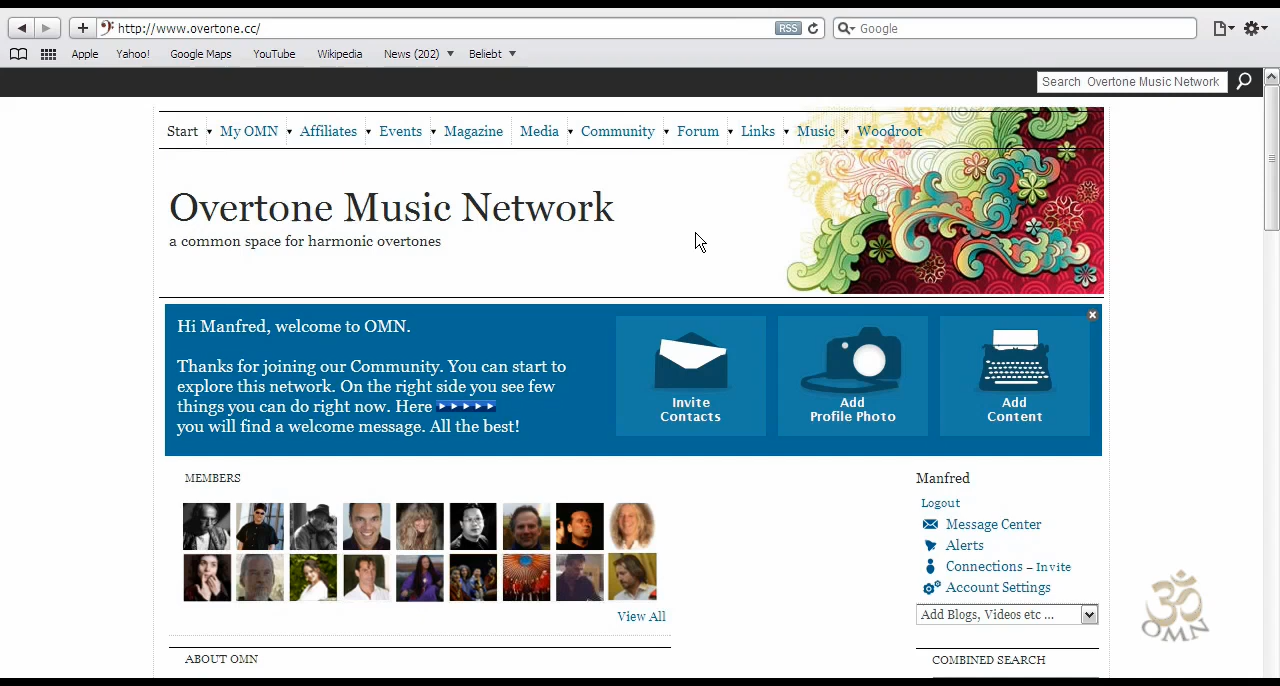 http://www.overtone.cc/
RSS
Google
Apple
Yahoo!
Google Maps
YouTube
Wikipedia
News (202)
Beliebt
Search Overtone Music Network
Start
My OMN
Affiliates
Events
Magazine
Media
Community
Forum
Links
Music
Woodroot
Overtone Music Network
a common space for harmonic overtones
Hi Manfred, welcome to OMN.
Thanks for joining our Community. You can start to
explore this network. On the right side you see few
things you can do right now. Here
you will find a welcome message. All the best!
Invite
Contacts
Add
Profile Photo
Add
Content
MEMBERS
View All
ABOUT OMN
Manfred
Logout
Message Center
Alerts
Connections – Invite
Account Settings
Add Blogs, Videos etc ...
COMBINED SEARCH
ॐ
OMN